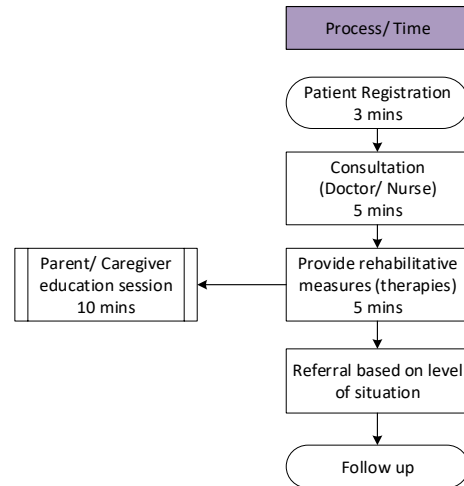 Process/ Time
Patient Registration
3 mins
Consultation
(Doctor/ Nurse)
5 mins
Parent/ Caregiver
education session
10 mins
Provide rehabilitative
measures (therapies)
5 mins
Referral based on level
of situation
Follow up